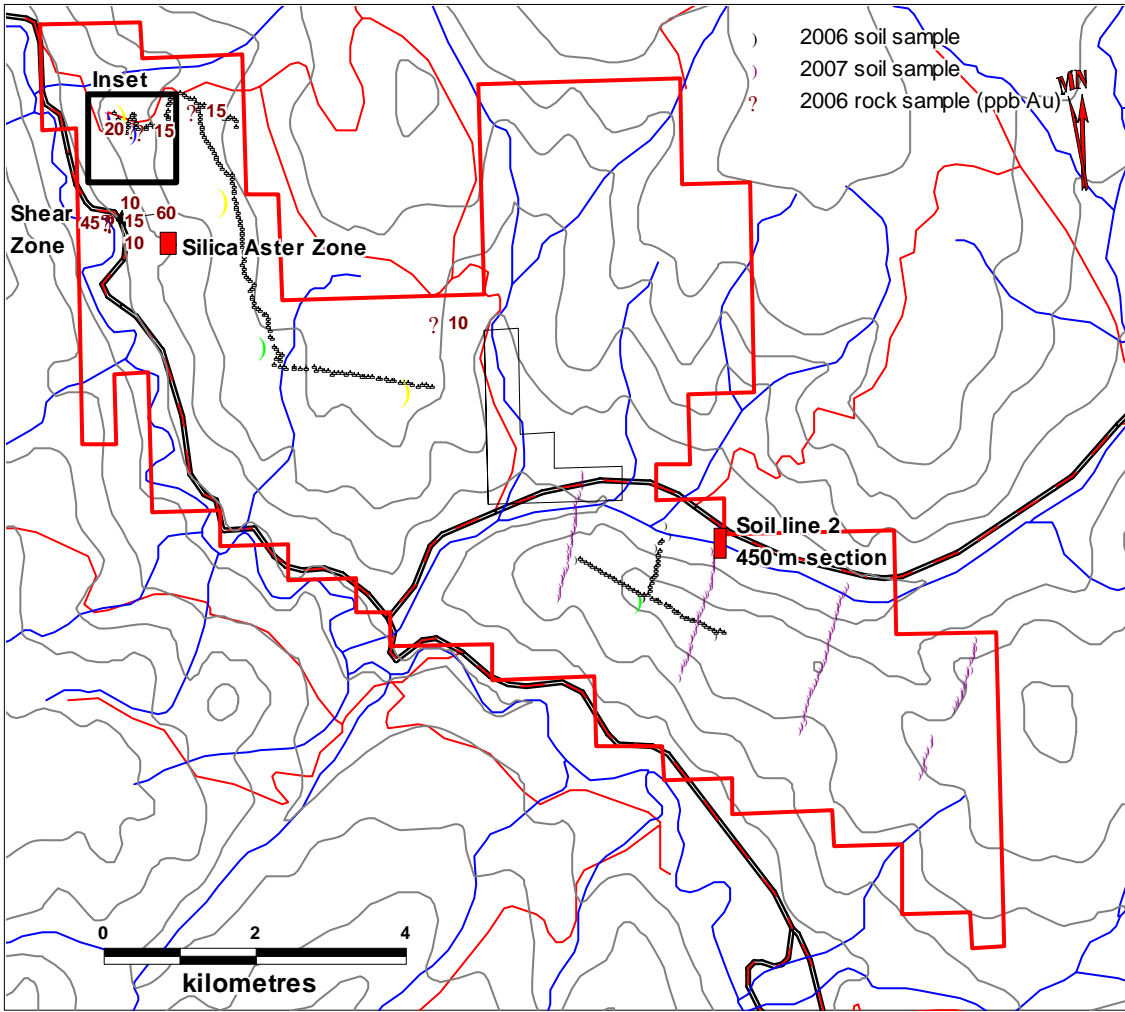 ) 2006 soil sample
) 2007 soil sample
? 2006 rock sample (ppb Au)
MN
Inset
? 15
20 ?? 15
Shear
Zone
10
45 ? 15 60
10
Silica Aster Zone
? 10
Soil line 2
450 m section
0 2 4
kilometres